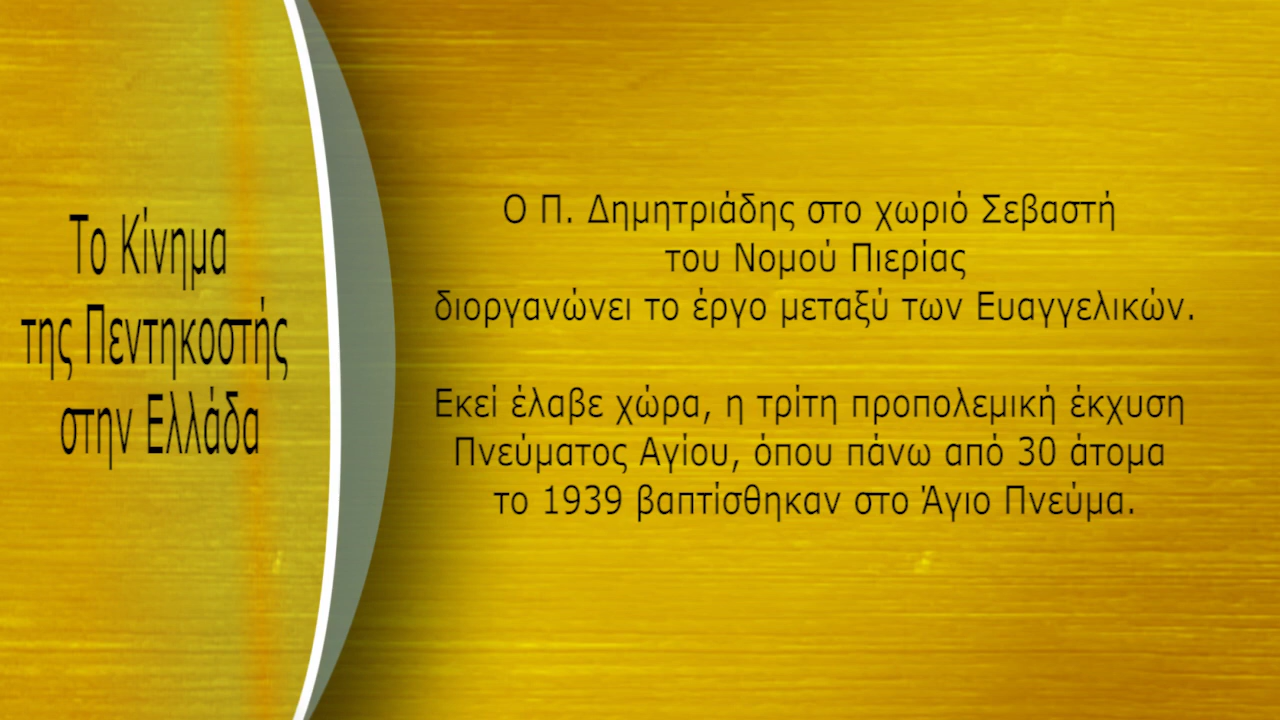 Το Κίνημα
της Πεντηκοστής
στην Ελλάδα
Ο Π. Δημητριάδης στο χωριό Σεβαστή
του Νομού Πιερίας
διοργανώνει το έργο μεταξύ των Ευαγγελικών.
Εκεί έλαβε χώρα, η τρίτη προπολεμική έκχυση
Πνεύματος Αγίου, όπου πάνω από 30 άτομα
το 1939 βαπτίσθηκαν στο Άγιο Πνεύμα.